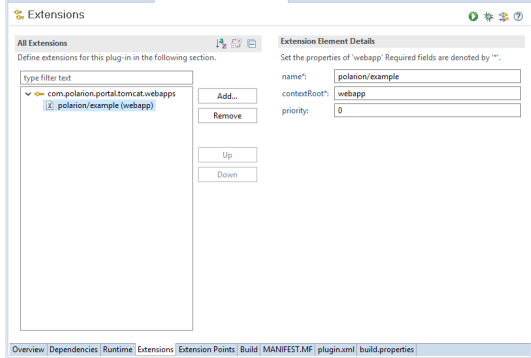 Extensions
All Extensions
Define extensions for this plug-in in the following section.
type filter text
com.polarion.portal.tomcat.webapps
polarion/example (webapp)
Add...
Remove
Up
Down
Extension Element Details
Set the properties of 'webapp' Required fields are denoted by '*'.
name*: polarion/example
contextRoot*: webapp
priority: 0
Overview Dependencies Runtime Extensions Extension Points Build MANIFEST.MF plugin.xml build.properties